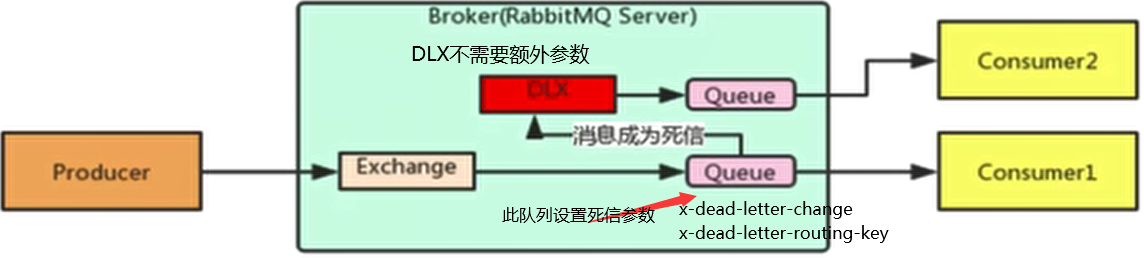 Broker(RabbitMQ Server)
DLX不需要额外参数
DLX
Queue
Consumer2
消息成为死信
Producer
Exchange
Queue
Consumer1
此队列设置死信参数
x-dead-letter-change
x-dead-letter-routing-key